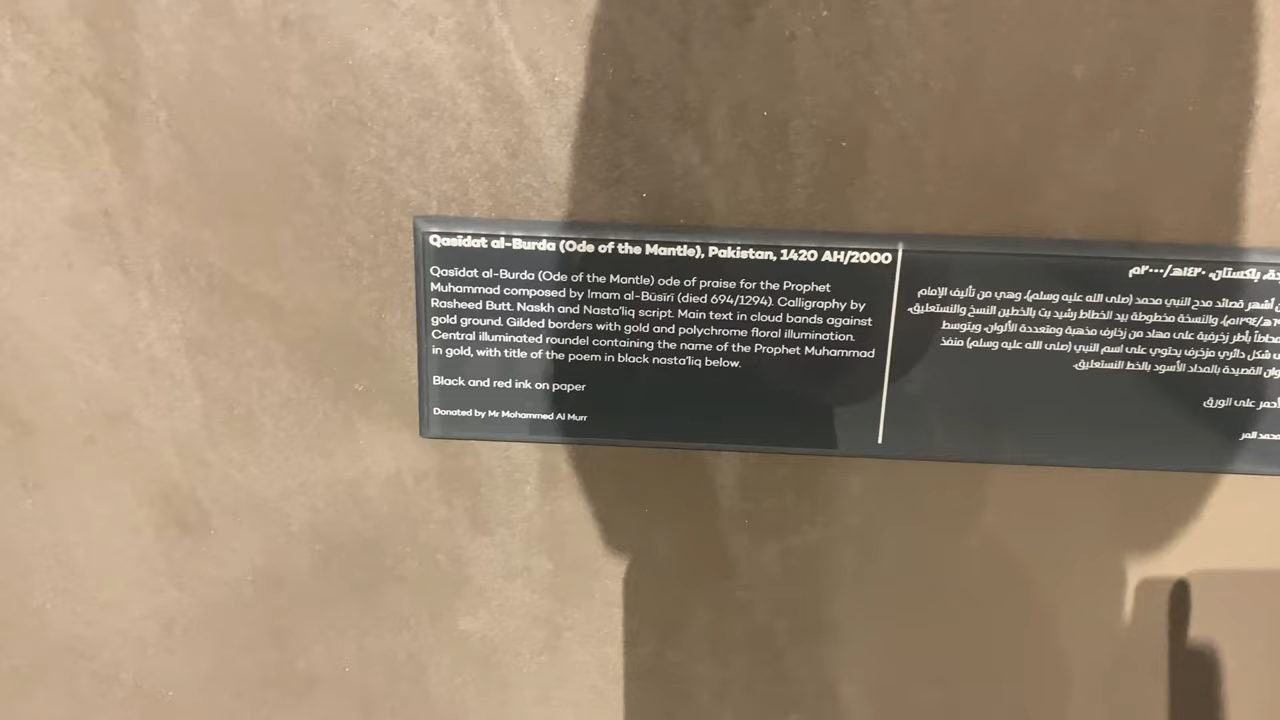 Qasīdat al-Burda (Ode of the Mantle), Pakistan, 1420 AH/2000
Qasīdat al-Burda (Ode of the Mantle) ode of praise for the Prophet
Muhammad composed by Imam al-Būsīrī (died 694/1294). Calligraphy by
Rasheed Butt. Naskh and Nasta'liq script. Main text in cloud bands against
gold ground. Gilded borders with gold and polychrome floral illumination.
Central illuminated roundel containing the name of the Prophet Muhammad
in gold, with title of the poem in black nasta'liq below.
Black and red ink on paper
Donated by Mr Mohammed Al Murr
باكستان، ١٤٢٠هـ/٢٠٠٠م
أشهر قصائد مدح النبي محمد (صلى الله عليه وسلم)، وهي من تأليف الإمام
والنسخة مخطوطة بيد الخطاط رشيد بت بالخطين النسخ والنستعليق،
بأطر زخرفية على مهاد من زخارف مذهبة ومتعددة الألوان، ويتوسط
شكل دائري مزخرف يحتوي على اسم النبي (صلى الله عليه وسلم) منفذ
القصيدة بالمداد الأسود بالخط النستعليق.
على الورق
المر